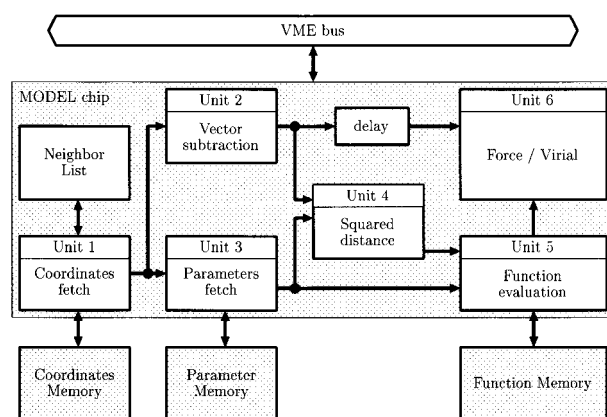 VME bus
MODEL chip
Unit 2
Vector
subtraction
delay
Unit 6
Force / Virial
Neighbor
List
Unit 4
Squared
distance
Unit 1
Coordinates
fetch
Unit 3
Parameters
fetch
Unit 5
Function
evaluation
Coordinates
Memory
Parameter
Memory
Function Memory